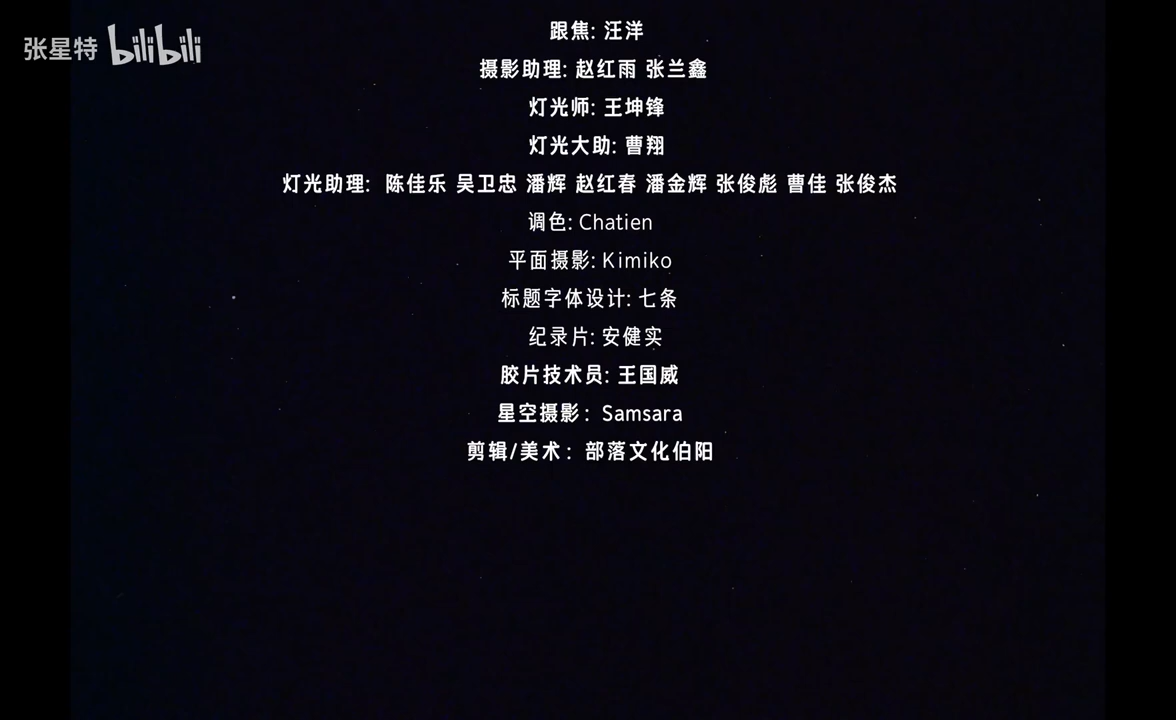 张星特 bilibili
跟焦: 汪洋
摄影助理: 赵红雨 张兰鑫
灯光师: 王坤锋
灯光大助: 曹翔
灯光助理: 陈佳乐 吴卫忠 潘辉 赵红春 潘金辉 张俊彪 曹佳 张俊杰
调色: Chatien
平面摄影: Kimiko
标题字体设计: 七条
纪录片: 安健实
胶片技术员: 王国威
星空摄影: Samsara
剪辑/美术: 部落文化伯阳